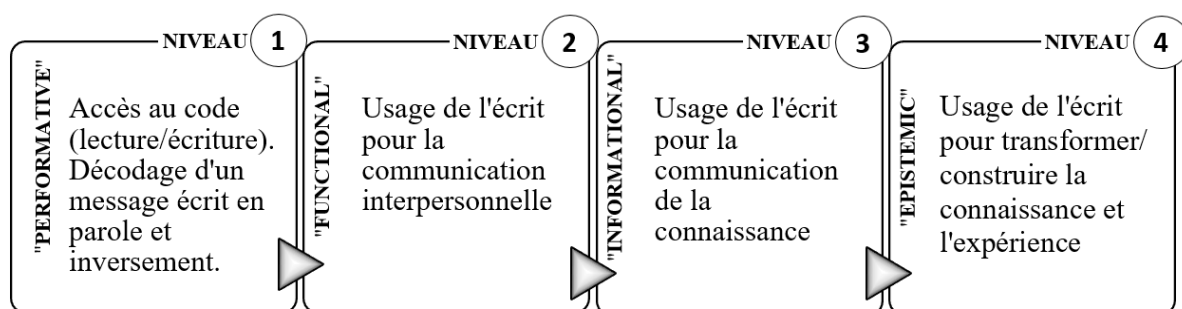 NIVEAU 1
"PERFORMATIVE"
Accès au code
(lecture/écriture).
Décodage d'un
message écrit en
parole et
inversement.
NIVEAU 2
"FUNCTIONAL"
Usage de l'écrit
pour la
communication
interpersonnelle
NIVEAU 3
"INFORMATIONAL"
Usage de l'écrit
pour la
communication
de la
connaissance
NIVEAU 4
"EPISTEMIC"
Usage de l'écrit
pour transformer/
construire la
connaissance et
l'expérience